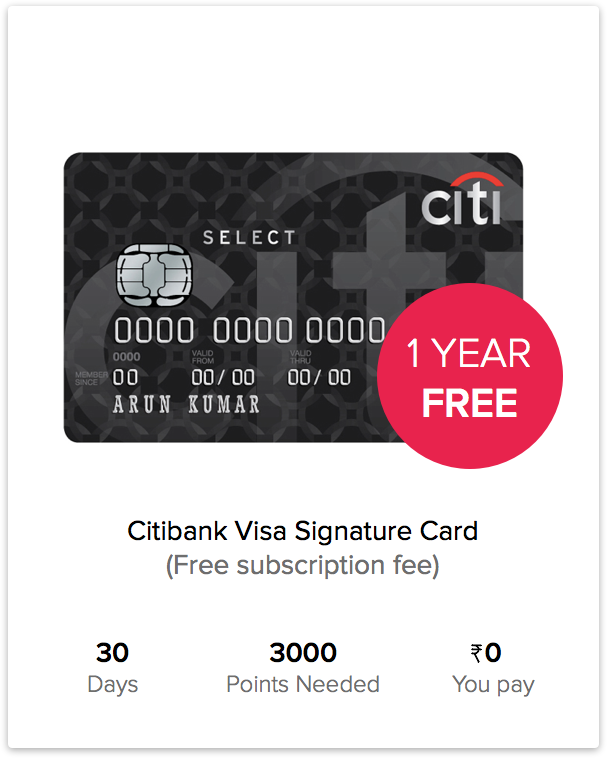 citi
SELECT
0000 0000 0000
0000
VALID FROM
VALID THRU
MEMBER SINCE
00
00/00
00/00
ARUN KUMAR
1 YEAR
FREE
Citibank Visa Signature Card
(Free subscription fee)
30
3000
₹0
Days
Points Needed
You pay